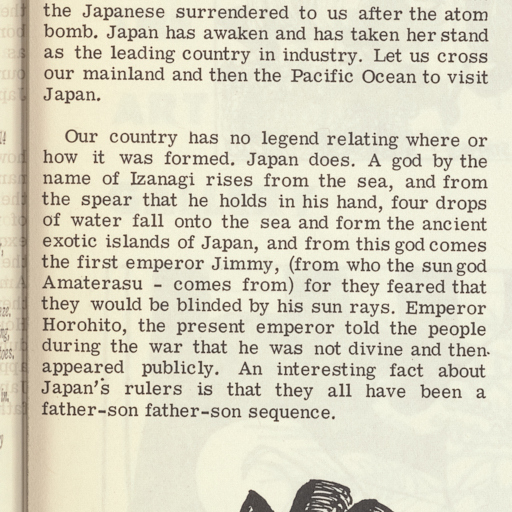 the Japanese surrendered to us after the atom
bomb. Japan has awaken and has taken her stand
as the leading country in industry. Let us cross
our mainland and then the Pacific Ocean to visit
Japan.
Our country has no legend relating where or
how it was formed. Japan does. A god by the
name of Izanagi rises from the sea, and from
the spear that he holds in his hand, four drops
of water fall onto the sea and form the ancient
exotic islands of Japan, and from this god comes
the first emperor Jimmy, (from who the sun god
Amaterasu - comes from) for they feared that
they would be blinded by his sun rays. Emperor
Horohito, the present emperor told the people
during the war that he was not divine and then
appeared publicly. An interesting fact about
Japan's rulers is that they all have been a
father-son father-son sequence.